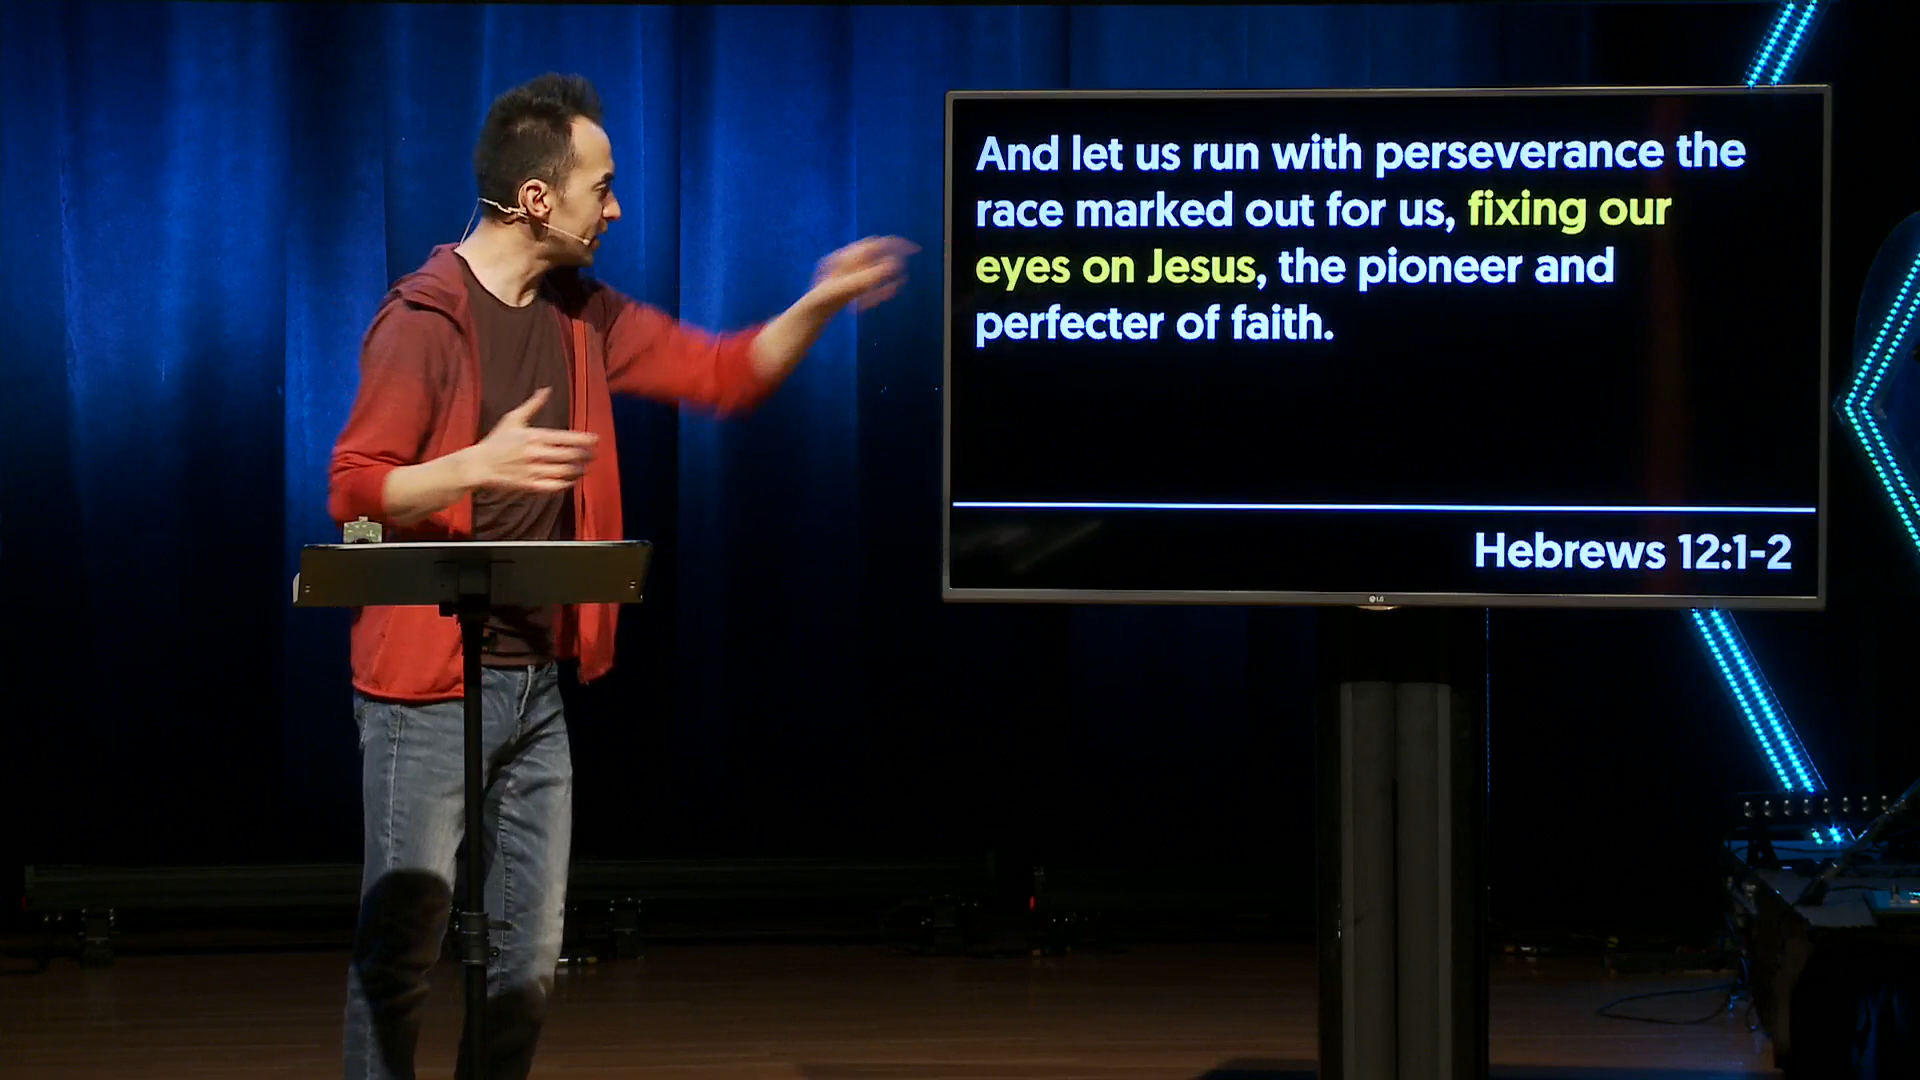 And let us run with perseverance the
race marked out for us, fixing our
eyes on Jesus, the pioneer and
perfecter of faith.
Hebrews 12:1-2
LG